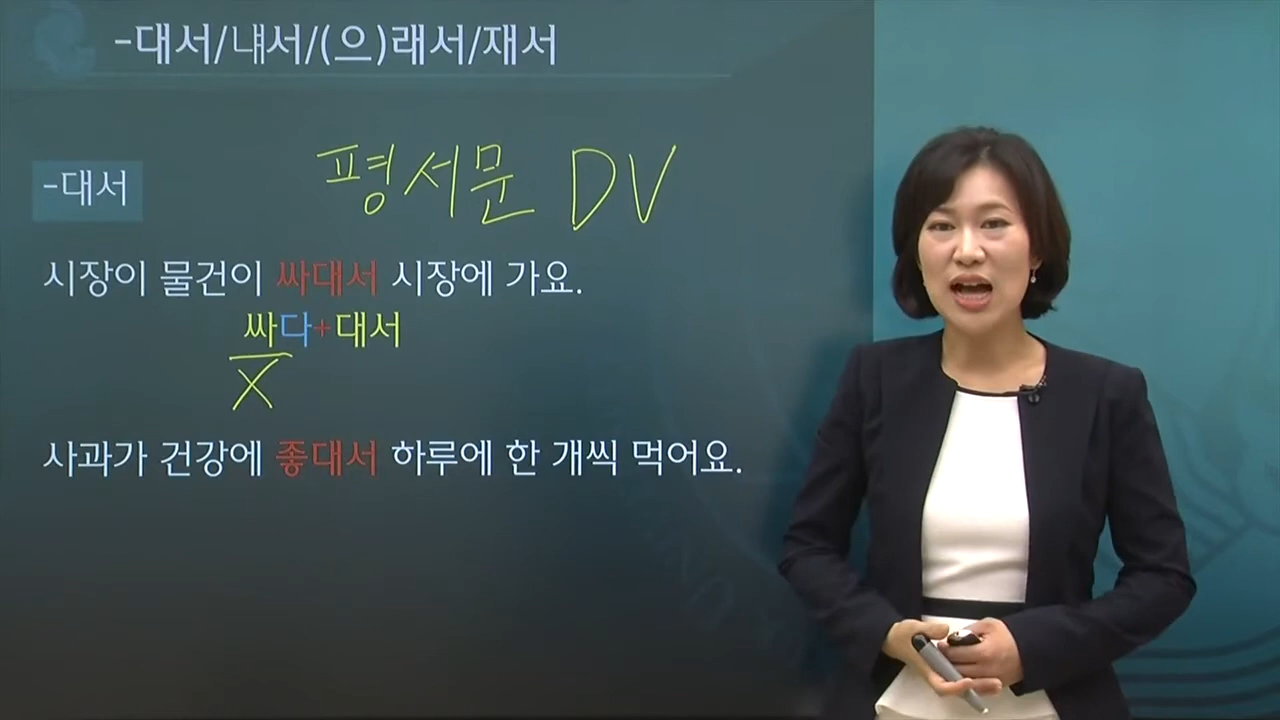 -대서/냬서/(으)래서/재서
평서문 DV
-대서
시장이 물건이 싸대서 시장에 가요.
싸다+대서
X
사과가 건강에 좋대서 하루에 한 개씩 먹어요.